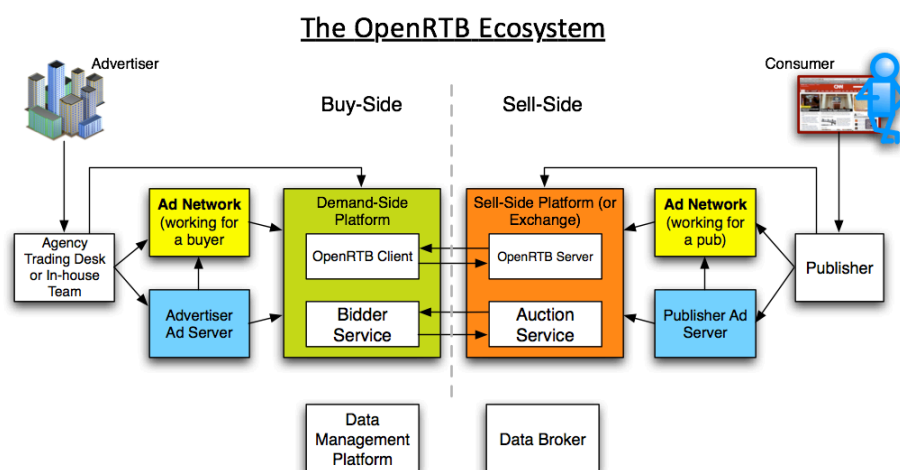 The OpenRTB Ecosystem
Advertiser
Consumer
Buy-Side
Sell-Side
CNN
Ad Network
(working for
a buyer
Demand-Side
Platform
Sell-Side Platform (or
Exchange)
Ad Network
(working for
a pub)
Agency
Trading Desk
or In-house
Team
OpenRTB Client
OpenRTB Server
Publisher
Advertiser
Ad Server
Bidder
Service
Auction
Service
Publisher Ad
Server
Data
Management
Platform
Data Broker